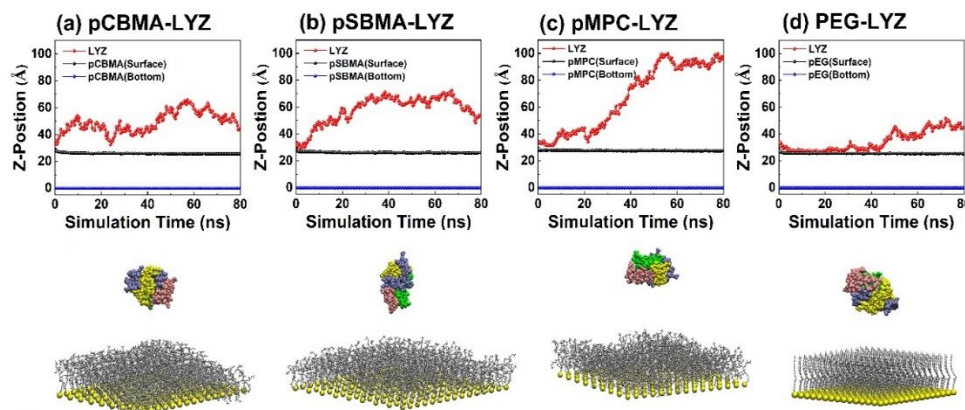 (a) pCBMA-LYZ
LYZ
pCBMA(Surface)
pCBMA(Bottom)
Z-Postion (Å)
100
80
60
40
20
0
0 20 40 60 80
Simulation Time (ns)
(b) pSBMA-LYZ
LYZ
pSBMA(Surface)
pSBMA(Bottom)
Z-Postion (Å)
100
80
60
40
20
0
0 20 40 60 80
Simulation Time (ns)
(c) pMPC-LYZ
LYZ
pMPC(Surface)
pMPC(Bottom)
Z-Postion (Å)
100
80
60
40
20
0
0 20 40 60 80
Simulation Time (ns)
(d) PEG-LYZ
LYZ
pEG(Surface)
pEG(Bottom)
Z-Postion (Å)
100
80
60
40
20
0
0 20 40 60 80
Simulation Time (ns)